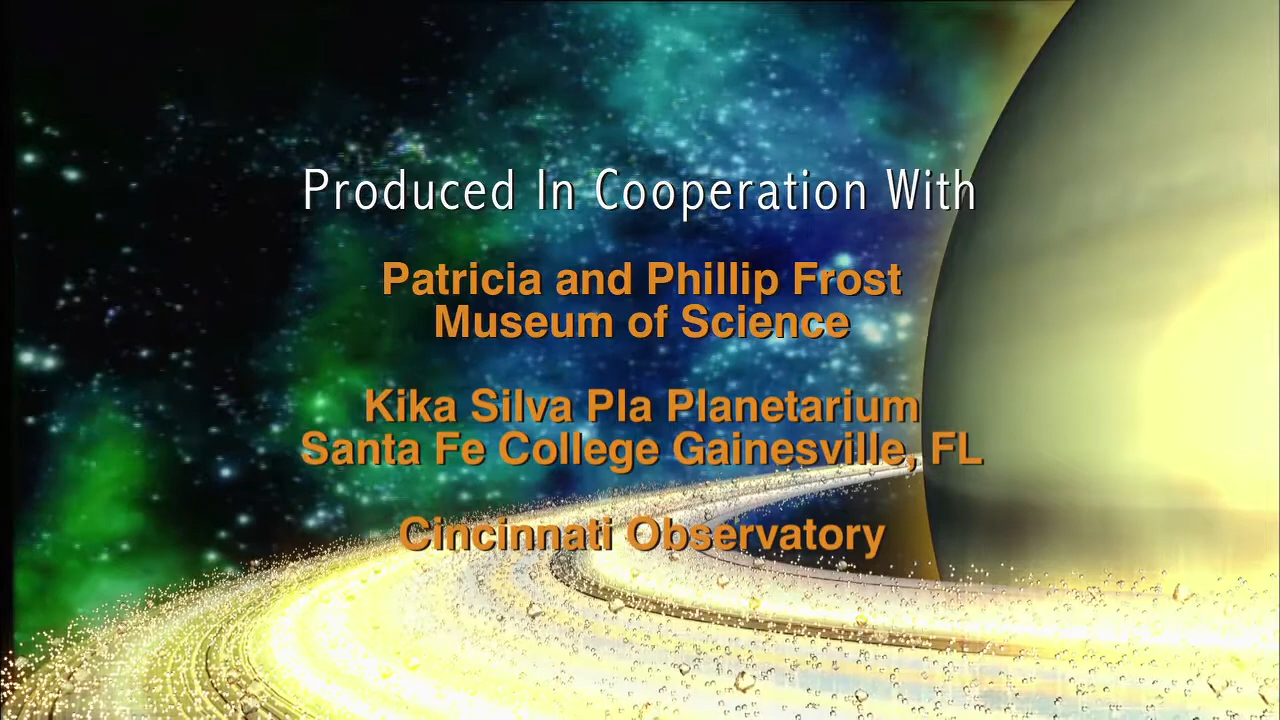 Produced In Cooperation With
Patricia and Phillip Frost
Museum of Science
Kika Silva Pla Planetarium
Santa Fe College Gainesville, FL
Cincinnati Observatory